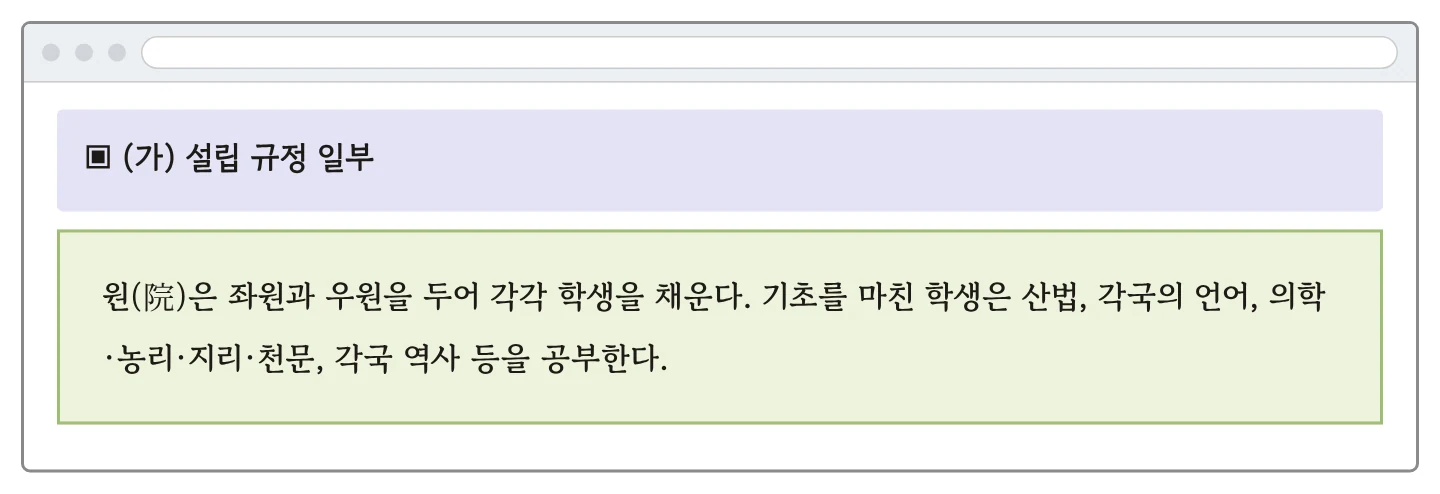 ▣ (가) 설립 규정 일부
원(院)은 좌원과 우원을 두어 각각 학생을 채운다. 기초를 마친 학생은 산법, 각국의 언어, 의학
·농리·지리·천문, 각국 역사 등을 공부한다.